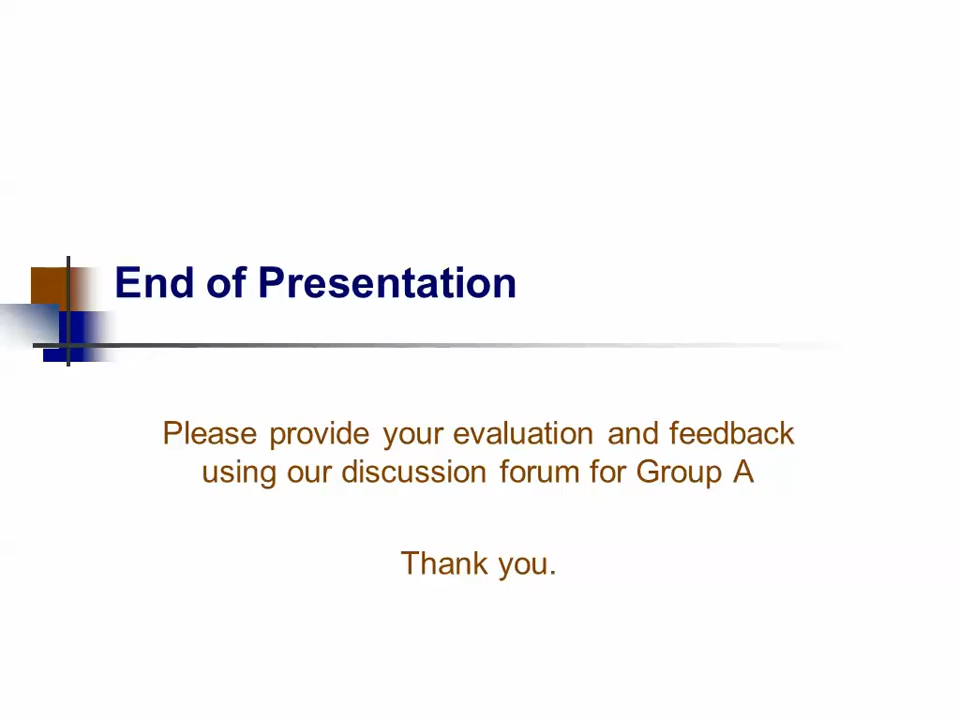 End of Presentation
Please provide your evaluation and feedback
using our discussion forum for Group A
Thank you.